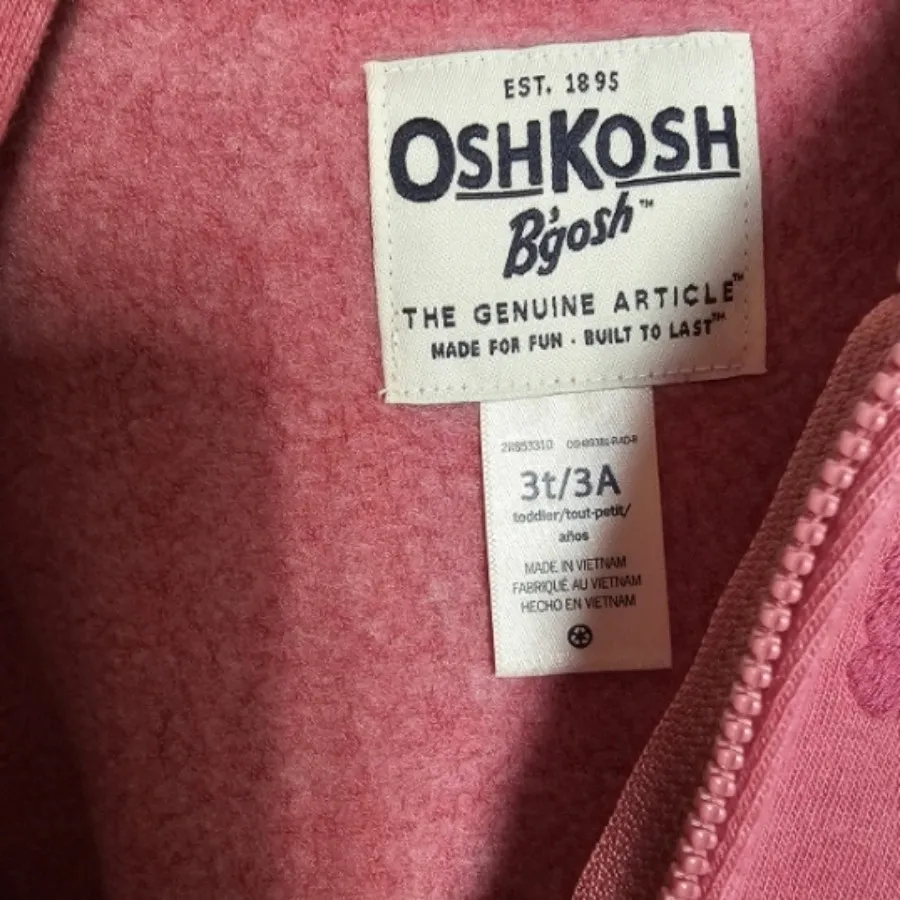 EST. 1895
OSHKOSH
B'gosh™
THE GENUINE ARTICLE™
MADE FOR FUN · BUILT TO LAST™
3t/3A
toddler/tout-petit/
años
MADE IN VIETNAM
FABRIQUÉ AU VIETNAM
HECHO EN VIETNAM